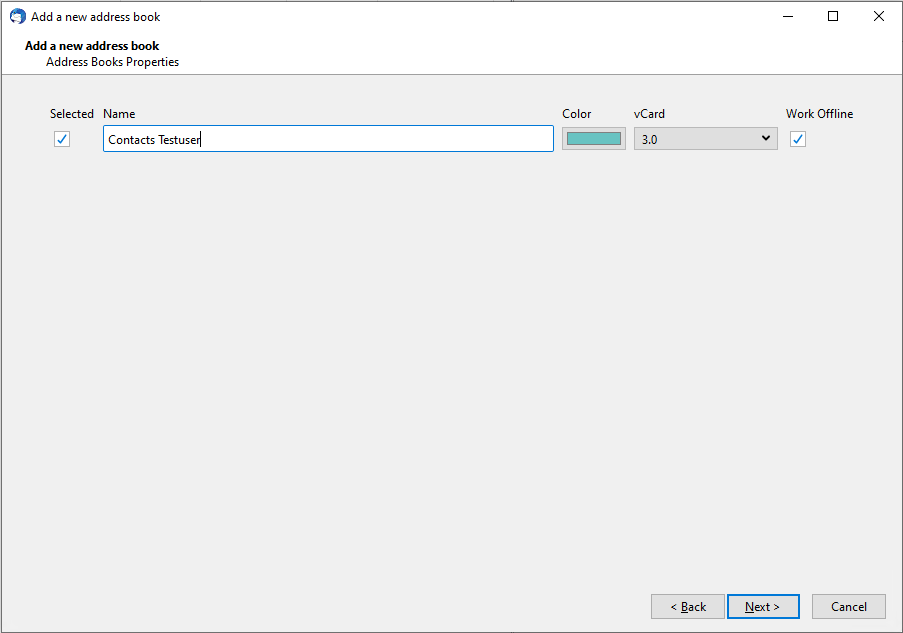 Add a new address book
Add a new address book
Address Books Properties
Selected Name Color vCard Work Offline
Contacts Testuser 3.0
< Back Next > Cancel